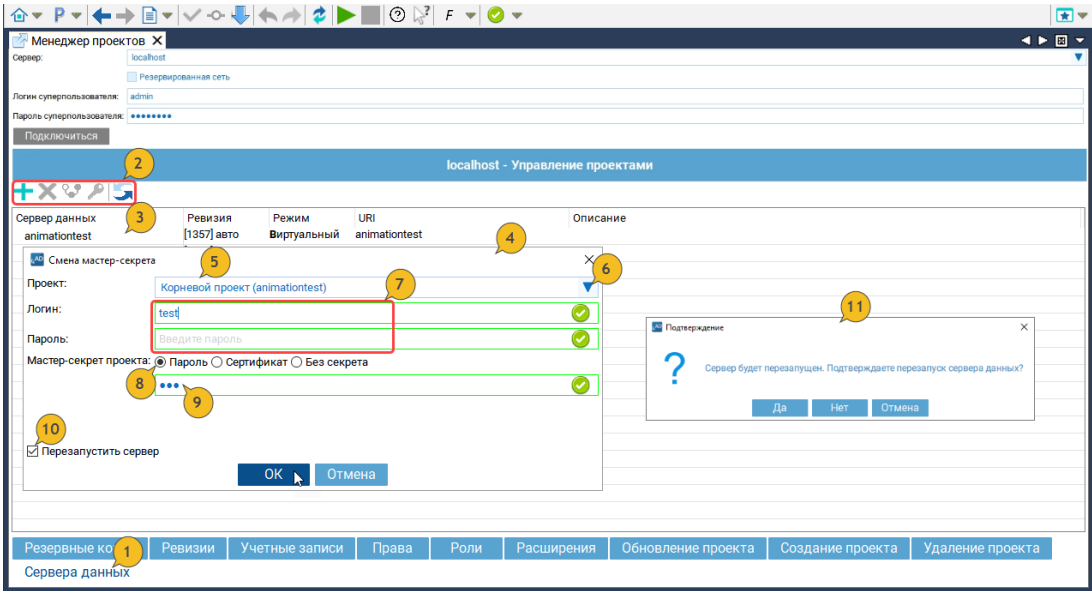 P
F
Менеджер проектов
Сервер: localhost
Резервированная сеть
Логин суперпользователя: admin
Пароль суперпользователя: ••••••••
Подключиться
2
localhost - Управление проектами
3
Сервер данных Ревизия Режим URI Описание
animationtest [1357] авто Виртуальный animationtest
4
Смена мастер-секрета
5
6
7
Проект: Корневой проект (animationtest)
Логин: test
Пароль: Введите пароль
Мастер-секрет проекта: Пароль Сертификат Без секрета
8 ••• 9
10
Перезапустить сервер
OK Отмена
11
Подтверждение
?
Сервер будет перезапущен. Подтверждаете перезапуск сервера данных?
Да Нет Отмена
Резервные ко 1 Ревизии Учетные записи Права Роли Расширения Обновление проекта Создание проекта Удаление проекта
Сервера данных